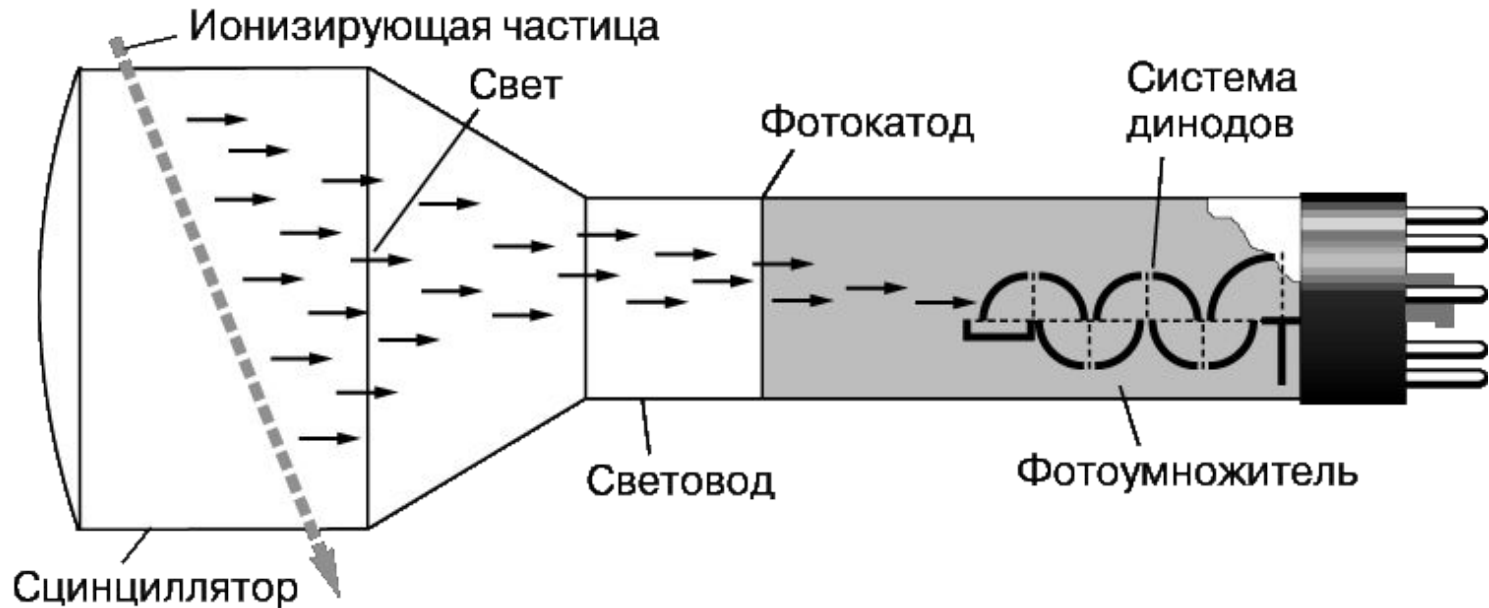 Ионизирующая частица
Свет
Система
динодов
Фотокатод
Световод
Фотоумножитель
Сцинциллятор